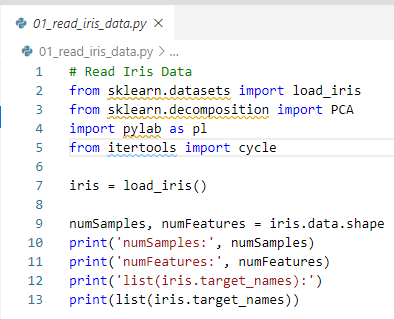 01_read_iris_data.py
01_read_iris_data.py > ...
1 # Read Iris Data
2 from sklearn.datasets import load_iris
3 from sklearn.decomposition import PCA
4 import pylab as pl
5 from itertools import cycle
6
7 iris = load_iris()
8
9 numSamples, numFeatures = iris.data.shape
10 print('numSamples:', numSamples)
11 print('numFeatures:', numFeatures)
12 print('list(iris.target_names):')
13 print(list(iris.target_names))